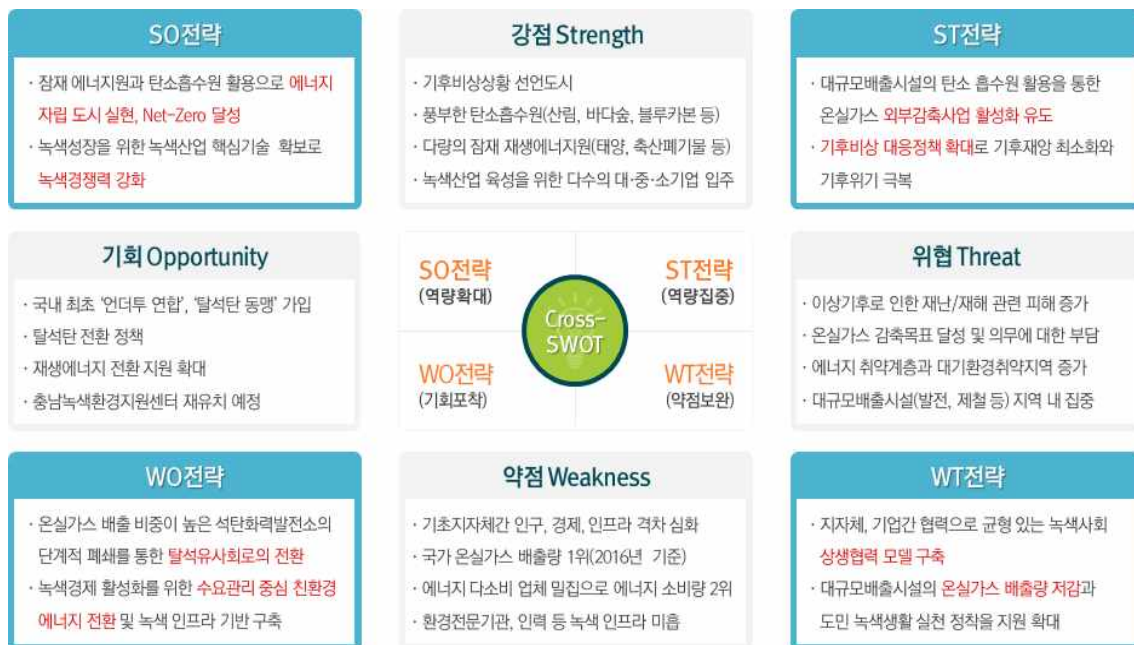 SO전략
· 잠재 에너지원과 탄소흡수원 활용으로 에너지
자립 도시 실현, Net-Zero 달성
· 녹색성장을 위한 녹색산업 핵심기술 확보로
녹색경쟁력 강화
강점 Strength
· 기후비상상황 선언도시
· 풍부한 탄소흡수원(산림, 바다숲, 블루카본 등)
· 다량의 잠재 재생에너지원(태양, 축산폐기물 등)
· 녹색산업 육성을 위한 다수의 대·중·소기업 입주
ST전략
· 대규모배출시설의 탄소 흡수원 활용을 통한
온실가스 외부감축사업 활성화 유도
· 기후비상 대응정책 확대로 기후재앙 최소화와
기후위기 극복
기회 Opportunity
· 국내 최초 '언더투 연합', '탈석탄 동맹' 가입
· 탈석탄 전환 정책
· 재생에너지 전환 지원 확대
· 충남녹색환경지원센터 재유치 예정
SO전략
(역량확대)
ST전략
(역량집중)
Cross-
SWOT
WO전략
(기회포착)
WT전략
(약점보완)
위협 Threat
· 이상기후로 인한 재난/재해 관련 피해 증가
· 온실가스 감축목표 달성 및 의무에 대한 부담
· 에너지 취약계층과 대기환경취약지역 증가
· 대규모배출시설(발전, 제철 등) 지역 내 집중
WO전략
· 온실가스 배출 비중이 높은 석탄화력발전소의
단계적 폐쇄를 통한 탈석유사회로의 전환
· 녹색경제 활성화를 위한 수요관리 중심 친환경
에너지 전환 및 녹색 인프라 기반 구축
약점 Weakness
· 기초지자체간 인구, 경제, 인프라 격차 심화
· 국가 온실가스 배출량 1위(2016년 기준)
· 에너지 다소비 업체 밀집으로 에너지 소비량 2위
· 환경전문기관, 인력 등 녹색 인프라 미흡
WT전략
· 지자체, 기업간 협력으로 균형 있는 녹색사회
상생협력 모델 구축
· 대규모배출시설의 온실가스 배출량 저감과
도민 녹색생활 실천 정착을 지원 확대